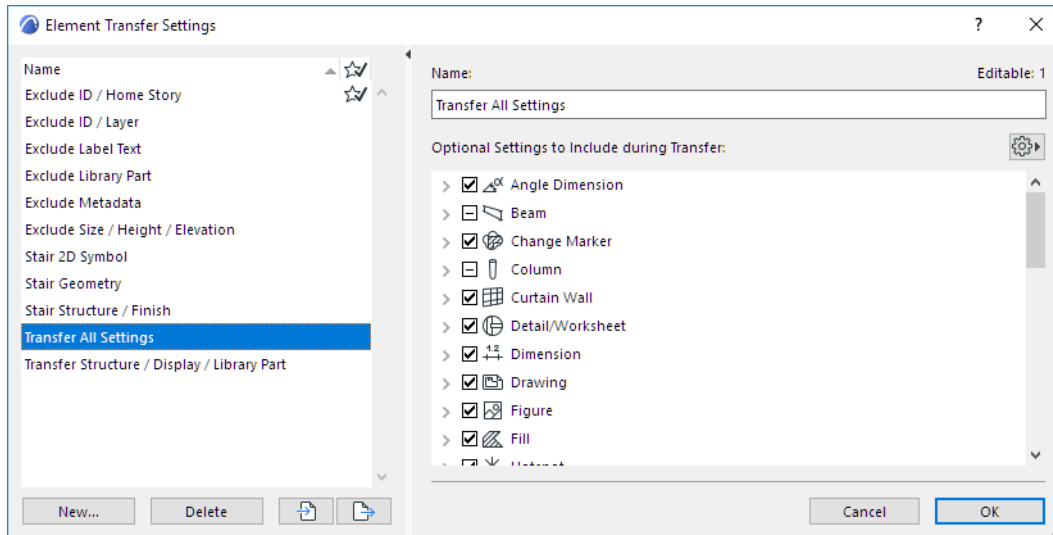 Element Transfer Settings
?
Name
Exclude ID / Home Story
Exclude ID / Layer
Exclude Label Text
Exclude Library Part
Exclude Metadata
Exclude Size / Height / Elevation
Stair 2D Symbol
Stair Geometry
Stair Structure / Finish
Transfer All Settings
Transfer Structure / Display / Library Part
New...
Delete
Name:
Editable: 1
Transfer All Settings
Optional Settings to Include during Transfer:
Angle Dimension
Beam
Change Marker
Column
Curtain Wall
Detail/Worksheet
1.2 Dimension
Drawing
Figure
Fill
Hotspot
Cancel
OK